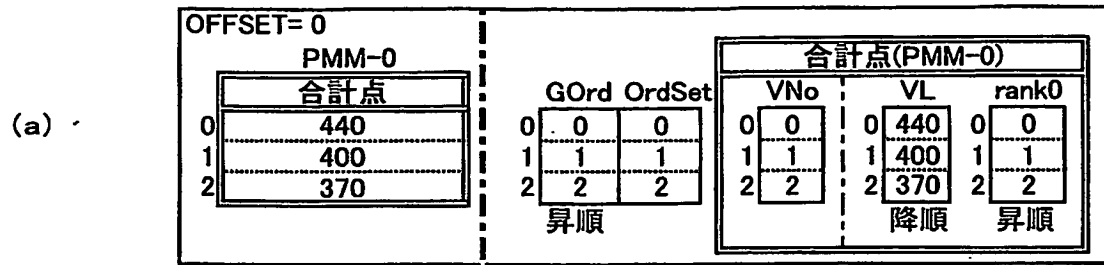 OFFSET= 0
PMM-0
合計点(PMM-0)
合計点
GOrd OrdSet VNo VL rank0
(a)
0 440 0 0 0 0 0 0 440 0 0
1 400 1 1 1 1 1 1 400 1 1
2 370 2 2 2 2 2 2 370 2 2
昇順 降順 昇順